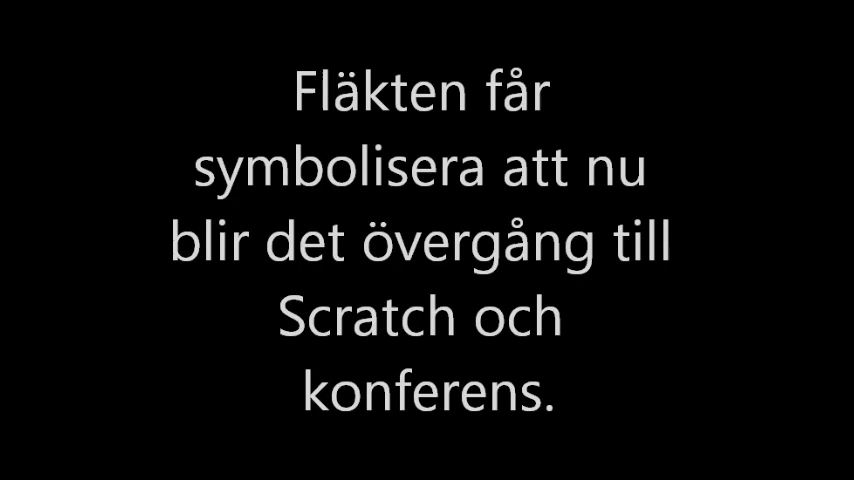 Fläkten får
symbolisera att nu
blir det övergång till
Scratch och
konferens.